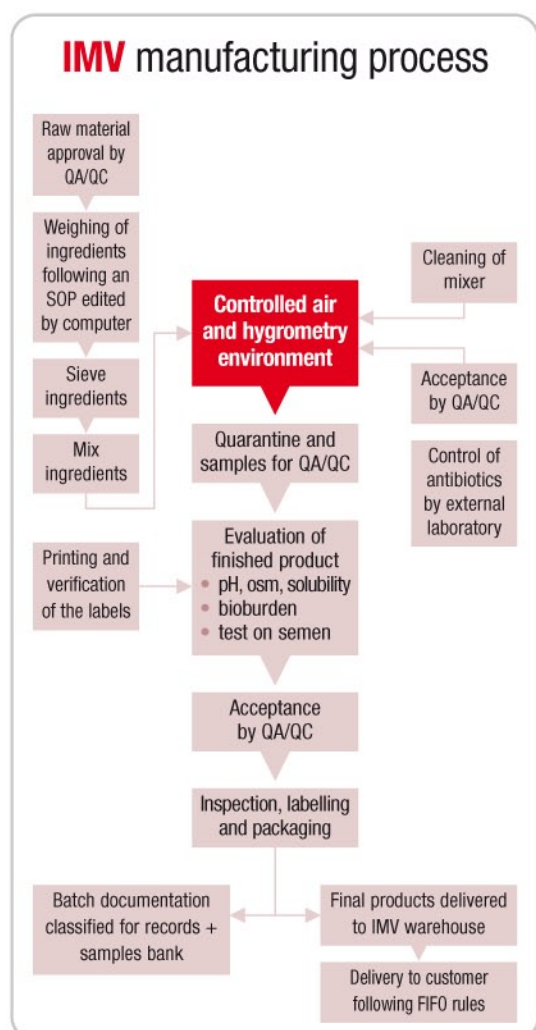 IMV manufacturing process
Raw material
approval by
QA/QC
Weighing of
ingredients
following an
SOP edited
by computer
Sieve
ingredients
Mix
ingredients
Controlled air
and hygrometry
environment
Cleaning of
mixer
Acceptance
by QA/QC
Control of
antibiotics
by external
laboratory
Quarantine and
samples for QA/QC
Printing and
verification
of the labels
Evaluation of
finished product
• pH, osm, solubility
• bioburden
• test on semen
Acceptance
by QA/QC
Inspection, labelling
and packaging
Batch documentation
classified for records +
samples bank
Final products delivered
to IMV warehouse
Delivery to customer
following FIFO rules